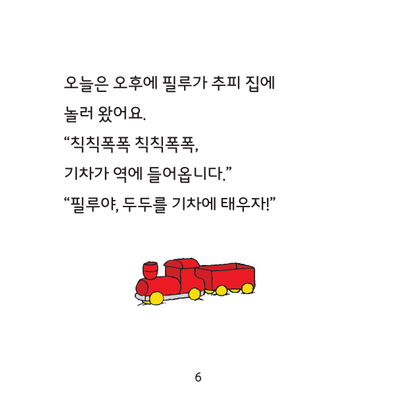 오늘은 오후에 필루가 추피 집에
놀러 왔어요.
“칙칙폭폭 칙칙폭폭,
기차가 역에 들어옵니다.”
“필루야, 두두를 기차에 태우자!”
6